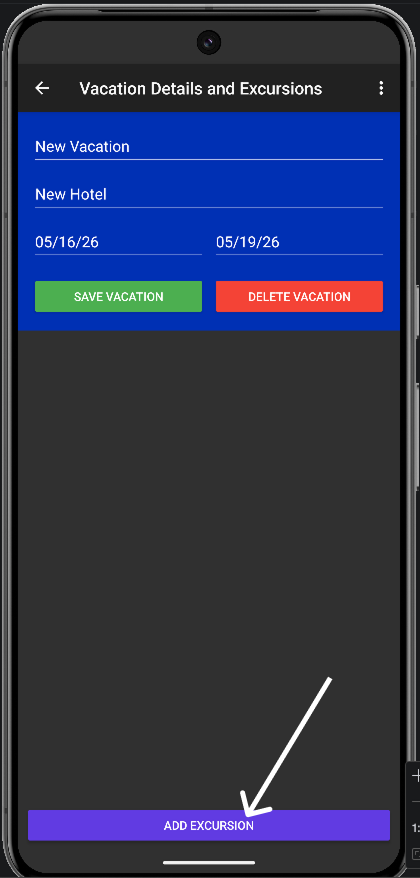 Vacation Details and Excursions
New Vacation
New Hotel
05/16/26 05/19/26
SAVE VACATION DELETE VACATION
ADD EXCURSION
1: